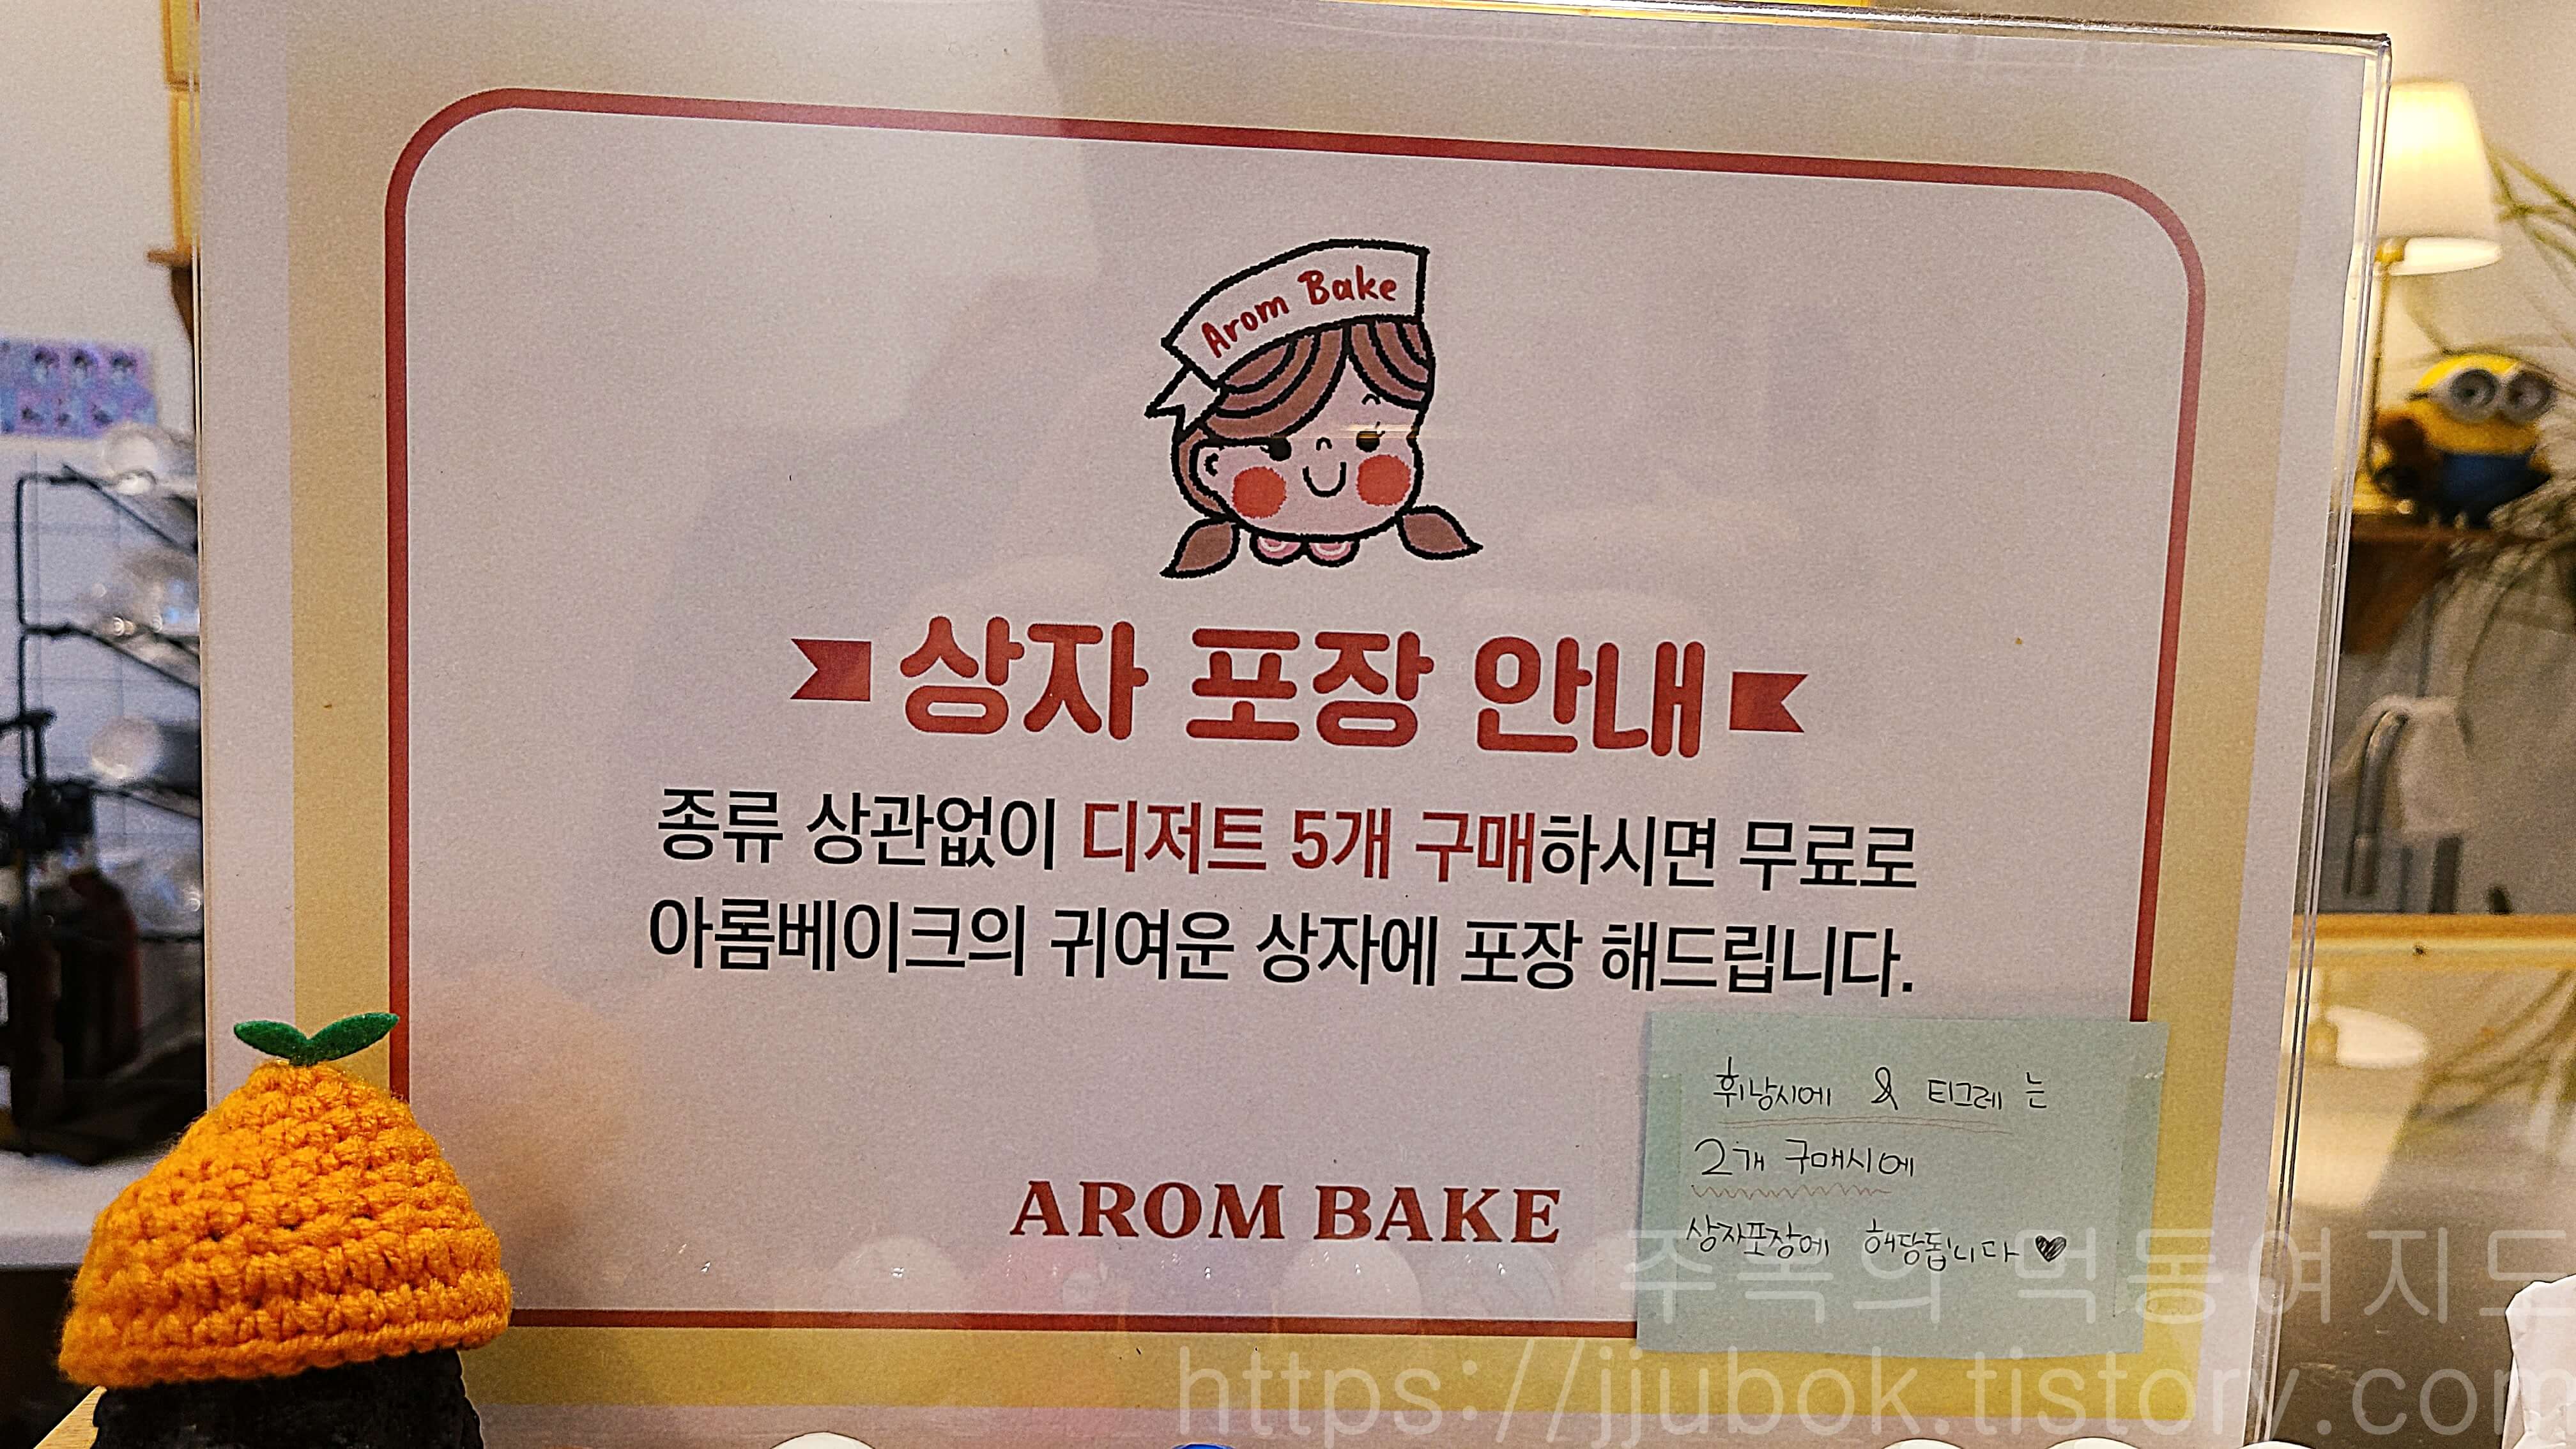 Arom Bake
상자 포장 안내
종류 상관없이 디저트 5개 구매하시면 무료로
아롬베이크의 귀여운 상자에 포장 해드립니다.
AROM BAKE
휘낭시에 & 티그레 는
2개 구매시에
상자포장에 해당됩니다
주복의 먹동여지도
https://jjubok.tistory.com